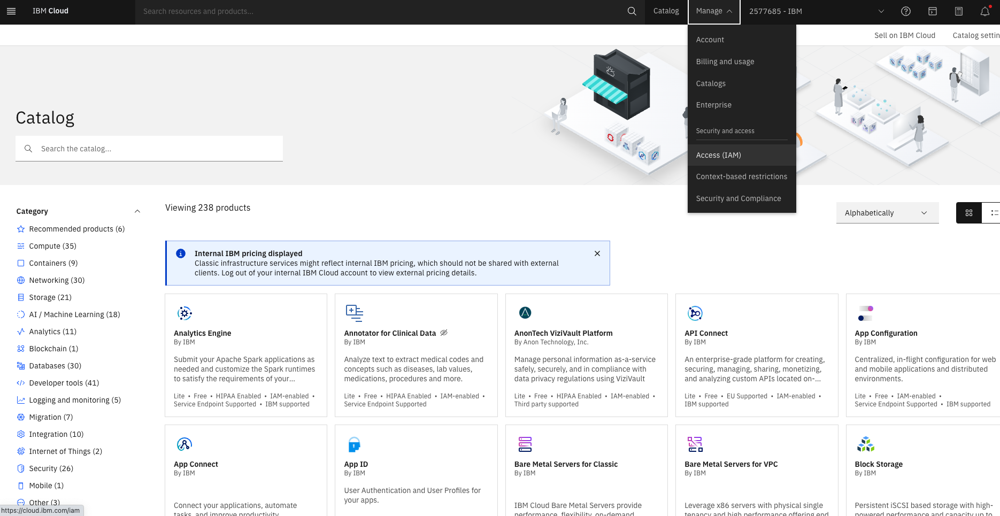 IBM Cloud
Search resources and products...
Catalog
Manage
2577685 - IBM
Account
Billing and usage
Catalogs
Enterprise
Security and access
Access (IAM)
Context-based restrictions
Security and Compliance
Sell on IBM Cloud
Catalog settin
Catalog
Search the catalog...
Category
Recommended products (6)
Compute (35)
Containers (9)
Networking (30)
Storage (21)
AI / Machine Learning (18)
Analytics (11)
Blockchain (1)
Databases (30)
Developer tools (41)
Logging and monitoring (5)
Migration (7)
Integration (10)
Internet of Things (2)
Security (26)
Mobile (1)
Other (3)
https://cloud.ibm.com/iam
Viewing 238 products
Alphabetically
Internal IBM pricing displayed
Classic infrastructure services might reflect internal IBM pricing, which should not be shared with external
clients. Log out of your internal IBM Cloud account to view external pricing details.
Analytics Engine
By IBM
Submit your Apache Spark applications as
needed and customize the Spark runtimes
to satisfy the requirements of your...
Lite • Free • HIPAA Enabled • IAM-enabled •
Service Endpoint Supported • IBM supported
Annotator for Clinical Data
By IBM
Analyze text to extract medical codes and
concepts such as diseases, lab values,
medications, procedures and more.
Lite • Free • HIPAA Enabled • IAM-enabled •
Service Endpoint Supported
AnonTech ViziVault Platform
By Anon Technology, Inc.
Manage personal information as-a-service
safely, securely, and in compliance with
data privacy regulations using ViziVault
Lite • Free • HIPAA Enabled • IAM-enabled •
Third party supported
API Connect
By IBM
An enterprise-grade platform for creating,
securing, managing, sharing, monetizing,
and analyzing custom APIs located on-...
Lite • Free • EU Supported • IAM-enabled •
IBM supported
App Configuration
By IBM
Centralized, in-flight configuration for web
and mobile applications and distributed
environments.
Lite • Free • IAM-enabled •
Service Endpoint Supported • IBM supported
App Connect
By IBM
Connect your applications, automate
tasks, and improve productivity
App ID
By IBM
User Authentication and User Profiles for
your apps.
Bare Metal Servers for Classic
By IBM
IBM Cloud Bare Metal Servers provide
performance, flexibility, on-demand
Bare Metal Servers for VPC
By IBM
Leverage x86 servers with physical single
tenancy and high performance offering end
Block Storage
By IBM
Persistent iSCSI based storage with high-
powered performance and capacity up to